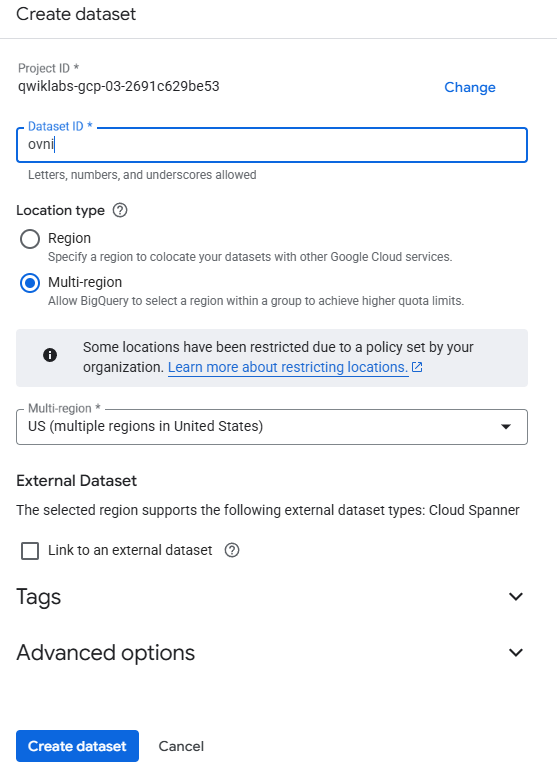 Create dataset
Project ID *
qwiklabs-gcp-03-2691c629be53
Change
Dataset ID *
ovni
Letters, numbers, and underscores allowed
Location type
Region
Specify a region to colocate your datasets with other Google Cloud services.
Multi-region
Allow BigQuery to select a region within a group to achieve higher quota limits.
Some locations have been restricted due to a policy set by your
organization. Learn more about restricting locations.
Multi-region *
US (multiple regions in United States)
External Dataset
The selected region supports the following external dataset types: Cloud Spanner
Link to an external dataset
Tags
Advanced options
Create dataset Cancel